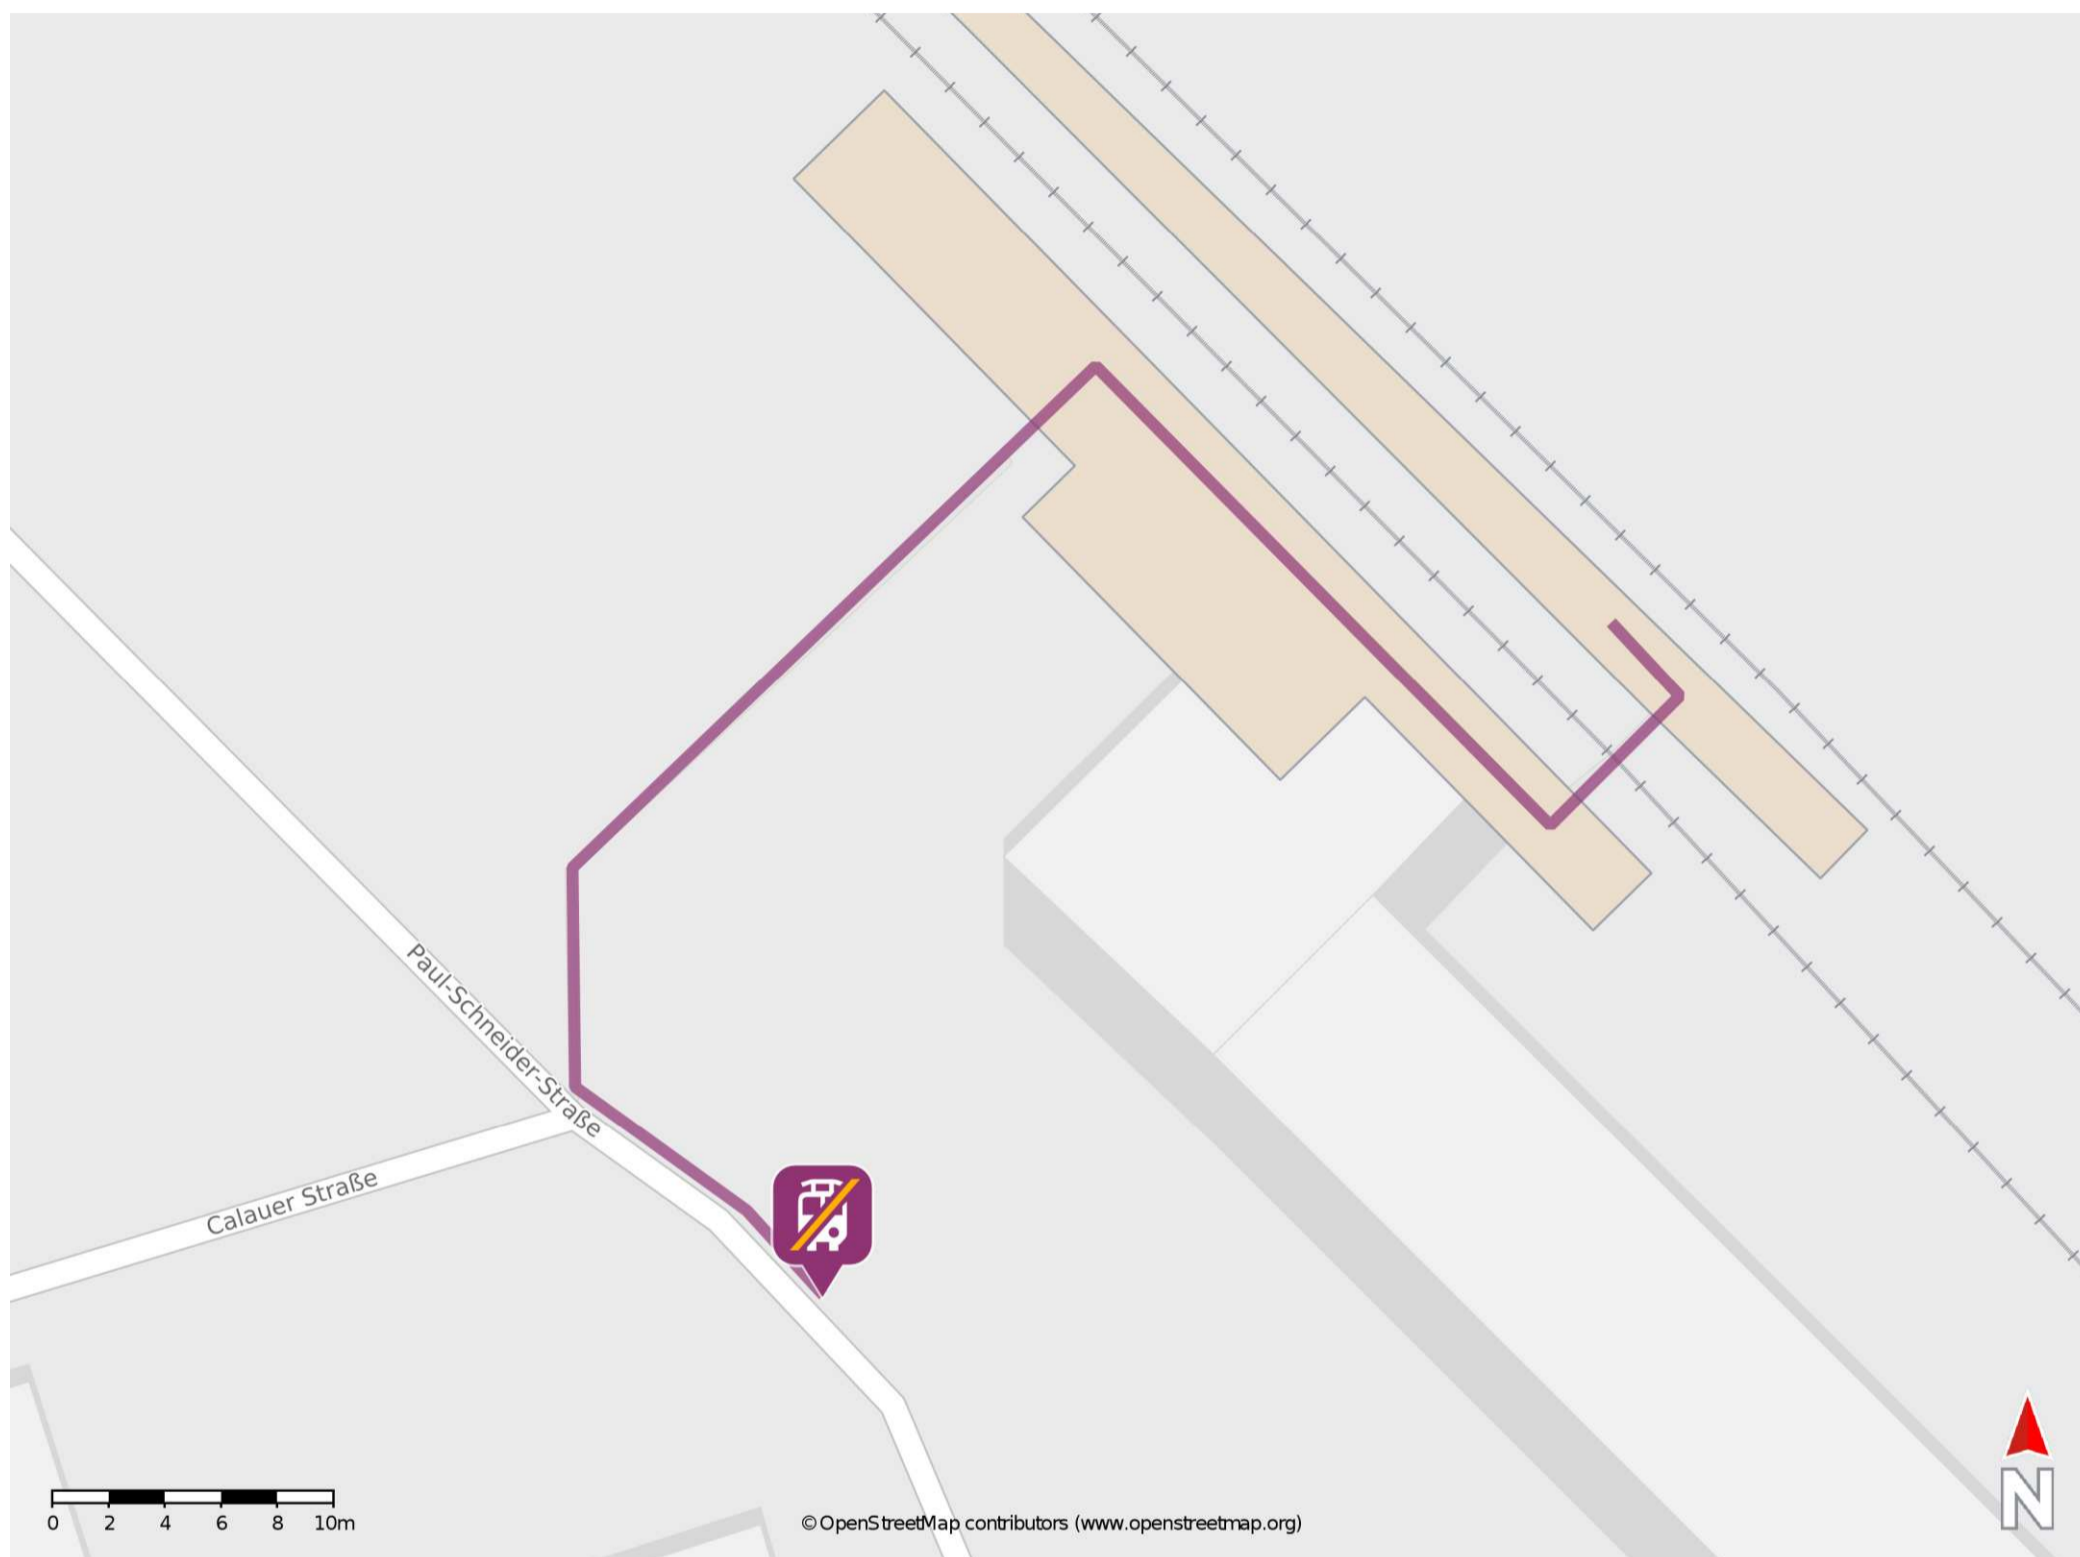 Paul-Schneider-Straße
Calauer Straße
0 2 4 6 8 10m
©OpenStreetMap contributors (www.openstreetmap.org)
N